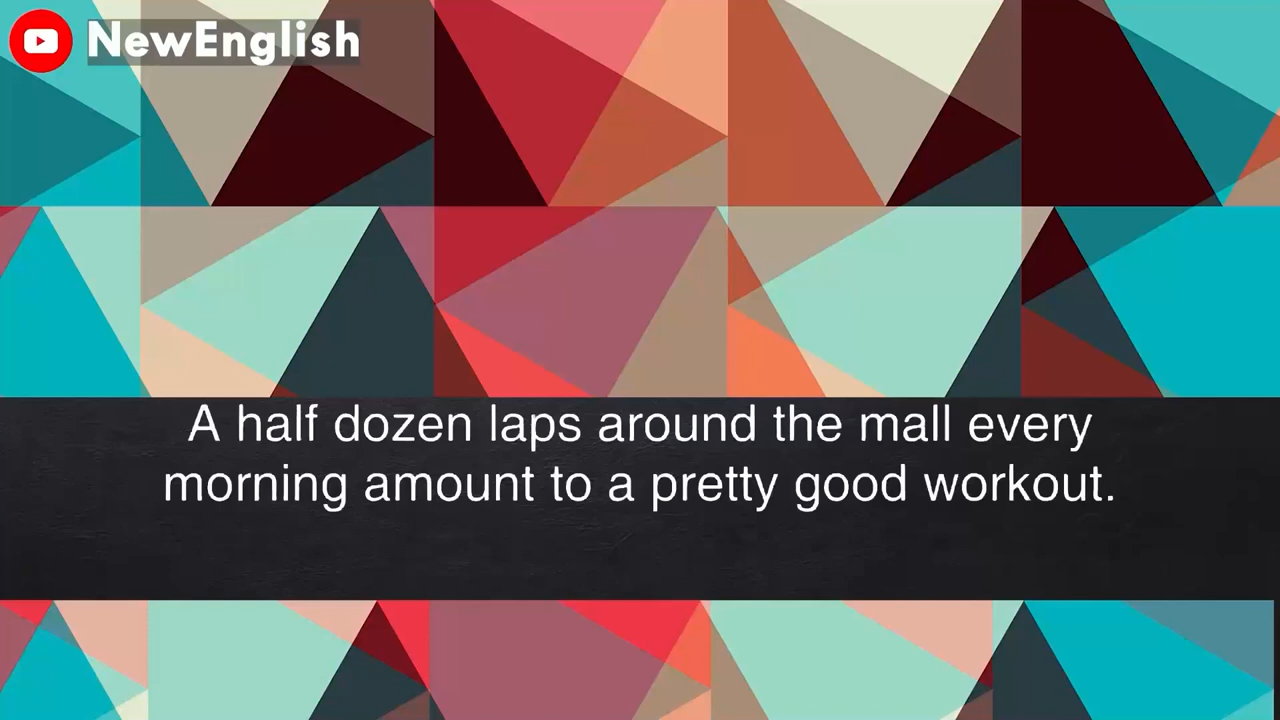 NewEnglish
A half dozen laps around the mall every
morning amount to a pretty good workout.